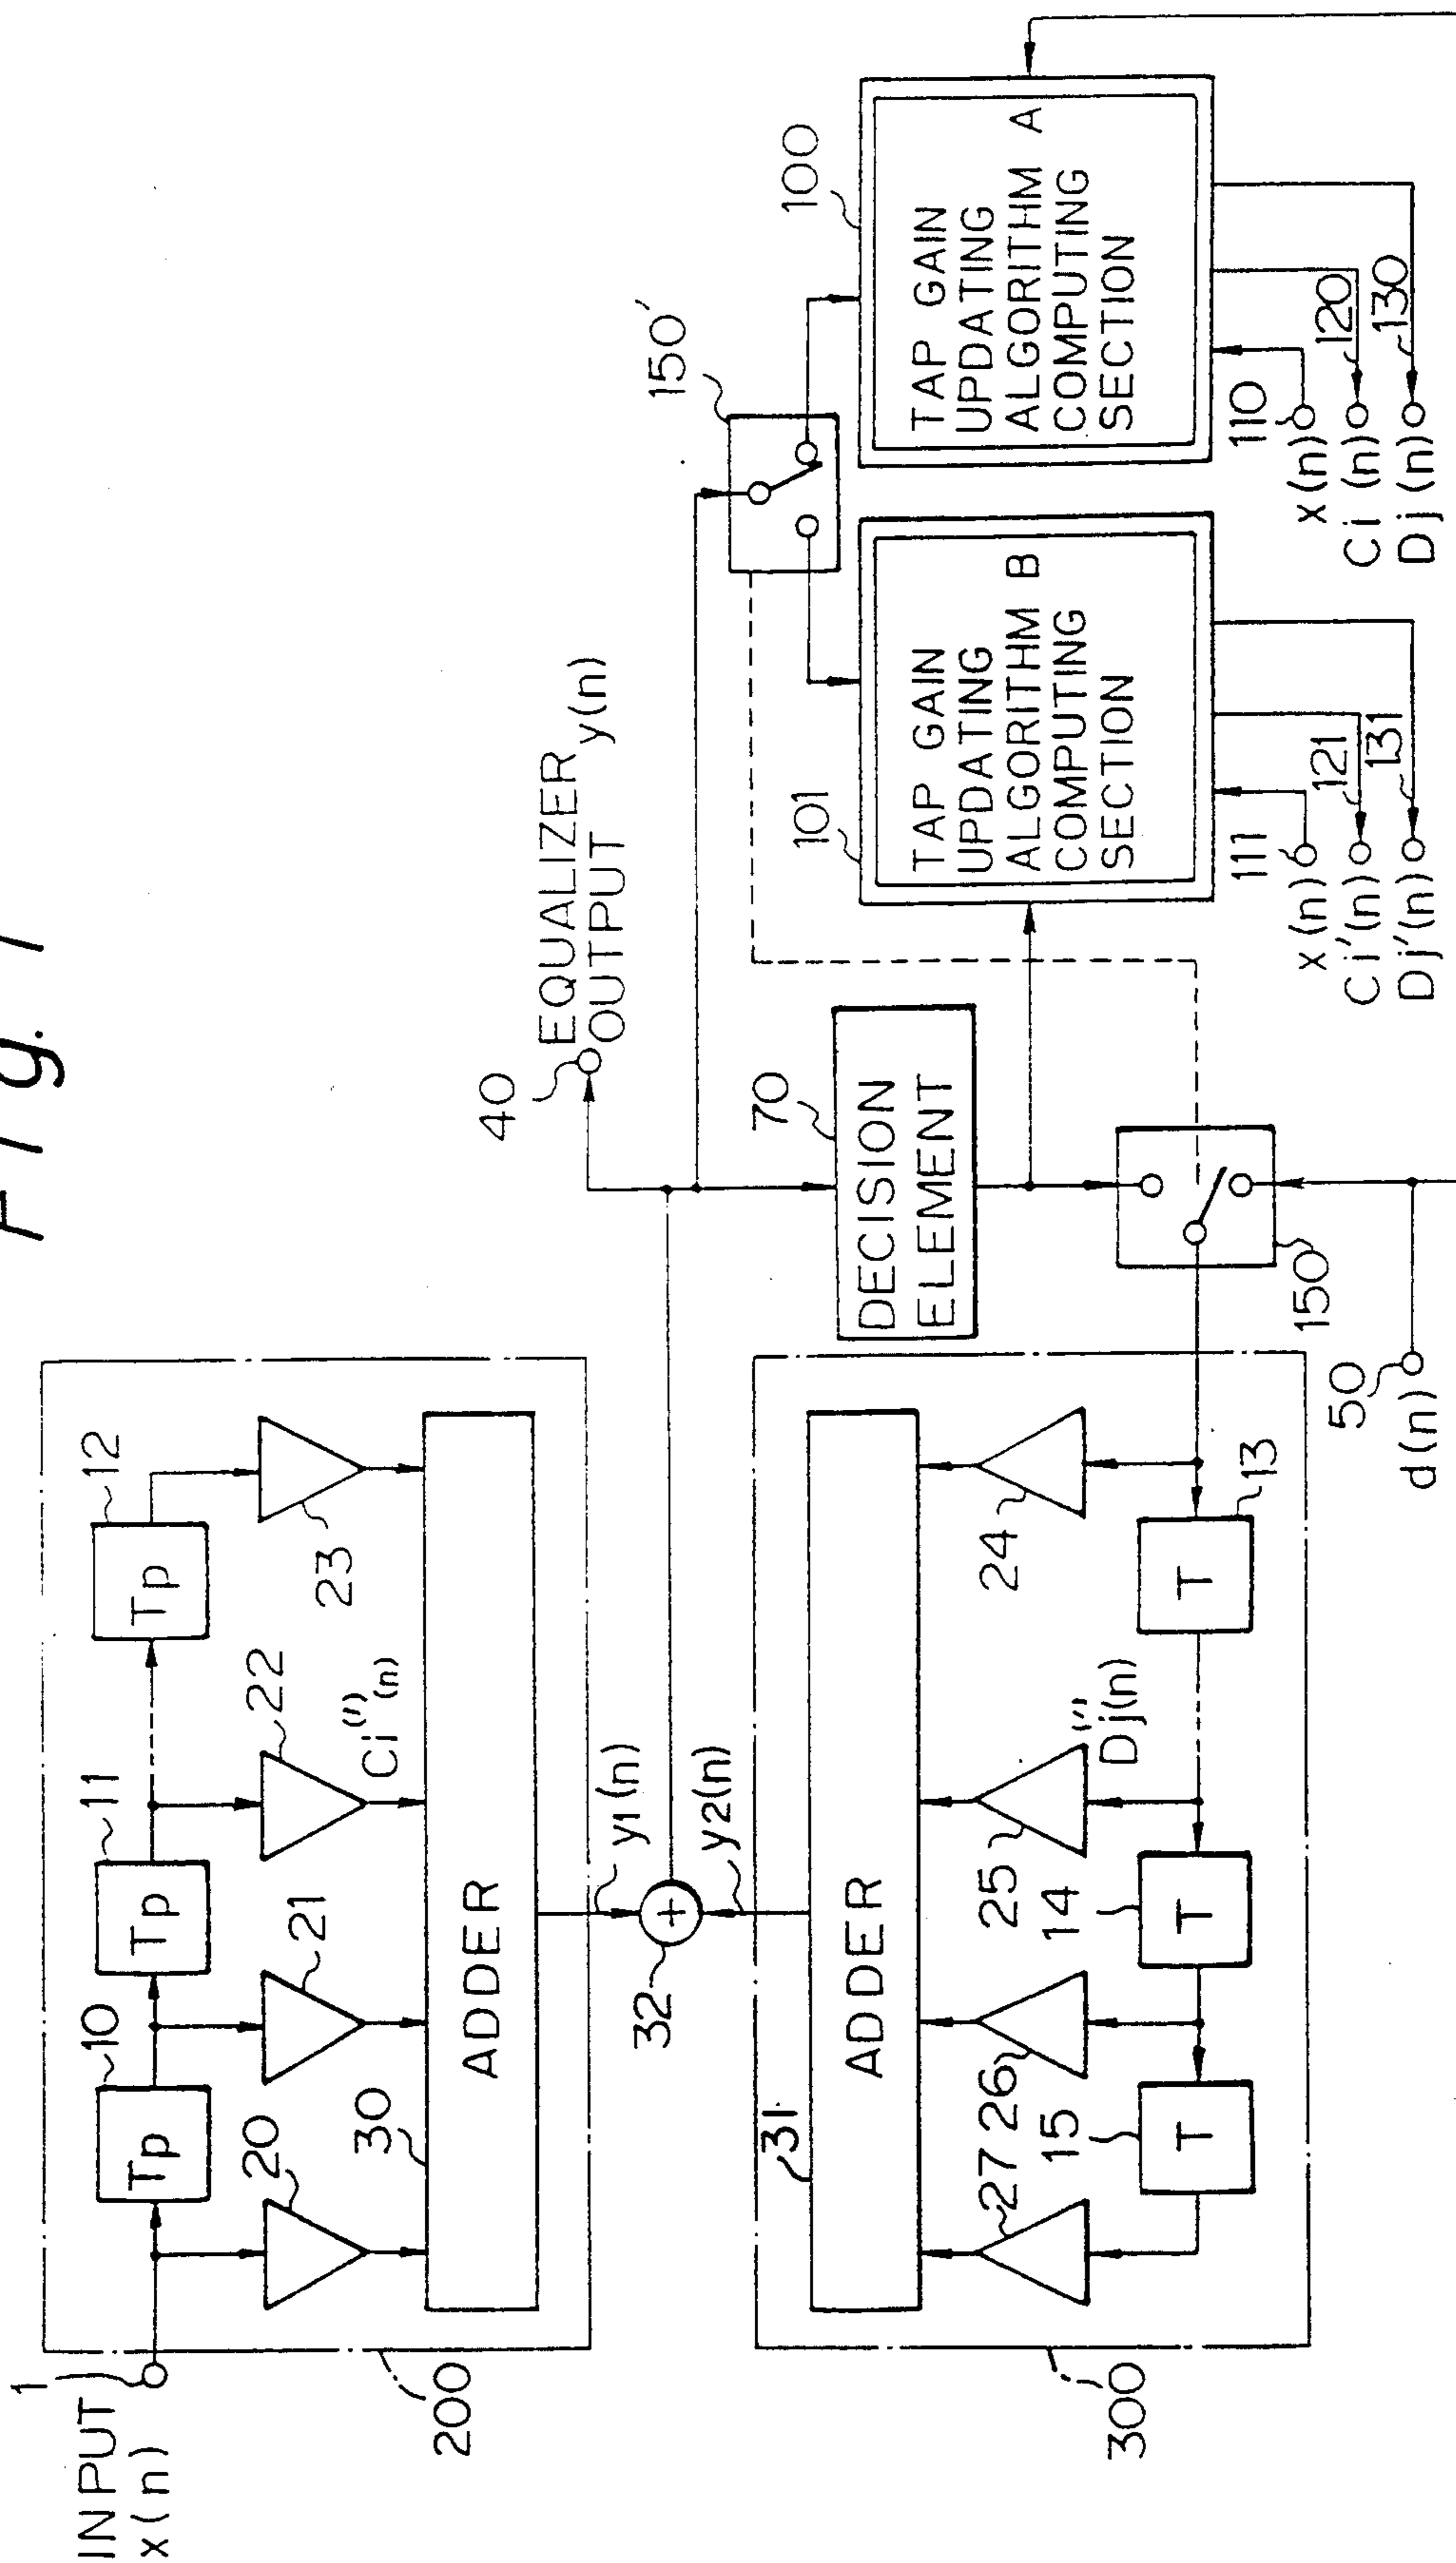 Fig. 1
INPUT
x(n)
1
10
Tp
11
Tp
12
Tp
20
21
22
Ci(′)(n)
23
30
ADDER
200
y1(n)
32
+
y2(n)
40
EQUALIZER
OUTPUT
y(n)
31
ADDER
300
27
26
25
24
Dj(′)(n)
15
T
14
T
13
T
70
DECISION
ELEMENT
150
50
d(n)
150′
101
TAP GAIN
UPDATING
ALGORITHM B
COMPUTING
SECTION
111
x(n)
Ci′(n)
121
Dj′(n)
131
100
TAP GAIN
UPDATING
ALGORITHM A
COMPUTING
SECTION
110
x(n)
Ci(n)
120
Dj(n)
130